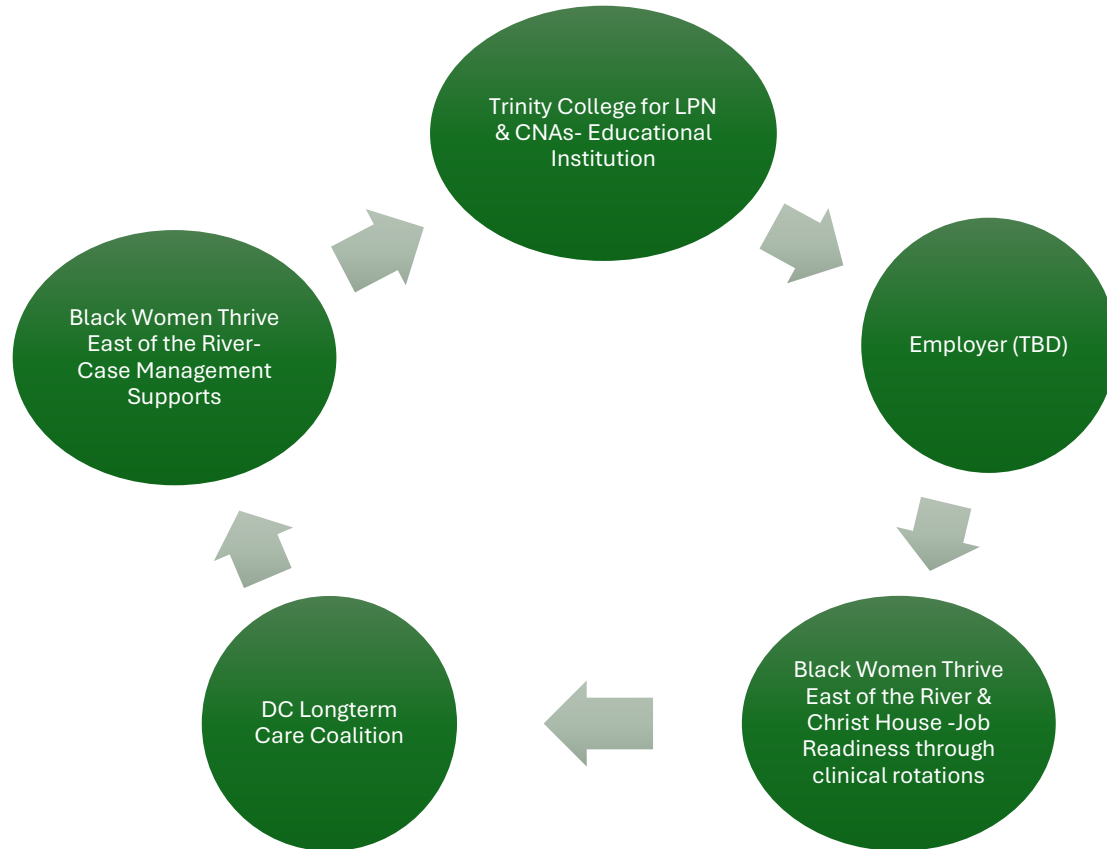 Trinity College for LPN
& CNAs- Educational
Institution
Employer (TBD)
Black Women Thrive
East of the River &
Christ House -Job
Readiness through
clinical rotations
DC Longterm
Care Coalition
Black Women Thrive
East of the River-
Case Management
Supports